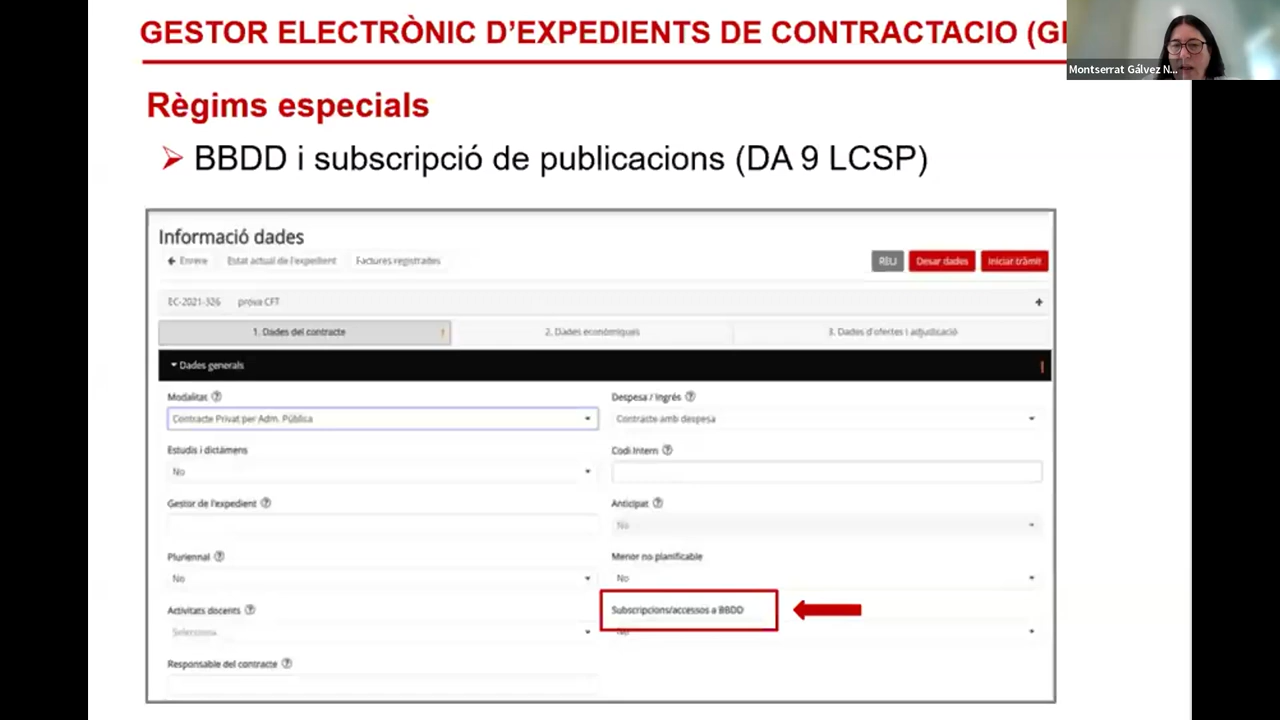 GESTOR ELECTRÒNIC D'EXPEDIENTS DE CONTRACTACIO (GE
Montserrat Gálvez N...
Règims especials
BBDD i subscripció de publicacions (DA 9 LCSP)
Informació dades
Enrere Estat actual de l'expedient Factures registrades
RELI Desar dades Iniciar tràmit
EC-2021-326 prova CFT
1. Dades del contracte ! 2. Dades econòmiques 3. Dades d'ofertes i adjudicació
Dades generals !
Modalitat Despesa / Ingrés
Contracte Privat per Adm. Pública Contracte amb despesa
Estudis i dictàmens Codi Intern
No
Gestor de l'expedient Anticipat
No
Pluriennal Menor no planificable
No No
Activitats docents Subscripcions/accessos a BBDD
Selecciona No
Responsable del contracte